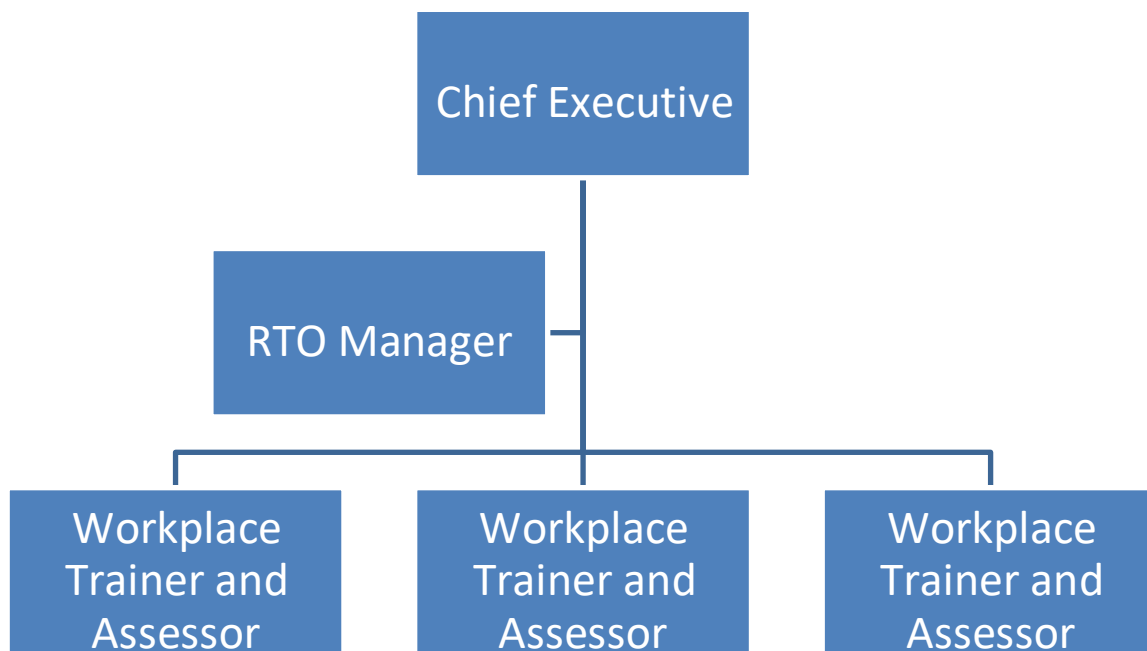 Chief Executive
RTO Manager
Workplace
Trainer and
Assessor
Workplace
Trainer and
Assessor
Workplace
Trainer and
Assessor